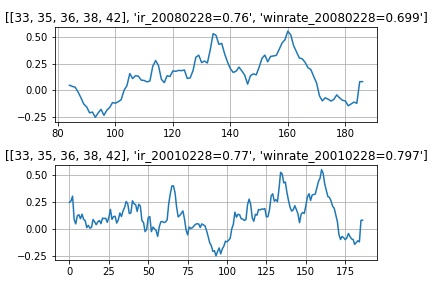 [[33, 35, 36, 38, 42], 'ir_20080228=0.76', 'winrate_20080228=0.699']
0.50
0.25
0.00
−0.25
80 100 120 140 160 180
[[33, 35, 36, 38, 42], 'ir_20010228=0.77', 'winrate_20010228=0.797']
0.50
0.25
0.00
−0.25
0 25 50 75 100 125 150 175